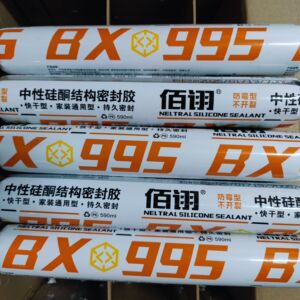 BX 995
中性硅酮结构密封胶
·快干型·家装通用型·持久密封
佰诩®
防霉型
不开裂
NELTRAL SILICONE SEALANT
590ml
BX 995 BX
中性硅酮结构密封胶
·快干型·家装通用型·持久密封
佰诩®
防霉型
不开裂
NELTRAL SILICONE SEALANT
590ml
BX 995